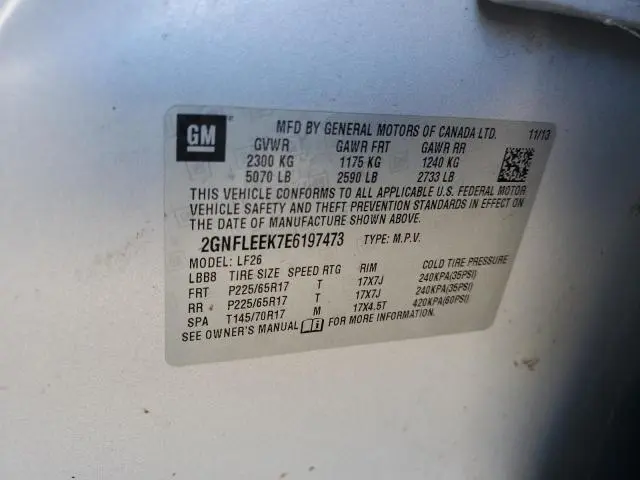 GM
MFD BY GENERAL MOTORS OF CANADA LTD. 11/13
GVWR GAWR FRT GAWR RR
2300 KG 1175 KG 1240 KG
5070 LB 2590 LB 2733 LB
THIS VEHICLE CONFORMS TO ALL APPLICABLE U.S. FEDERAL MOTOR
VEHICLE SAFETY AND THEFT PREVENTION STANDARDS IN EFFECT ON
THE DATE OF MANUFACTURE SHOWN ABOVE.
2GNFLEEK7E6197473 TYPE: M.P.V.
MODEL: LF26
LBB8 TIRE SIZE SPEED RTG RIM COLD TIRE PRESSURE
FRT P225/65R17 T 17X7J 240KPA(35PSI)
RR P225/65R17 T 17X7J 240KPA(35PSI)
SPA T145/70R17 M 17X4.5T 420KPA(60PSI)
SEE OWNER'S MANUAL FOR MORE INFORMATION.